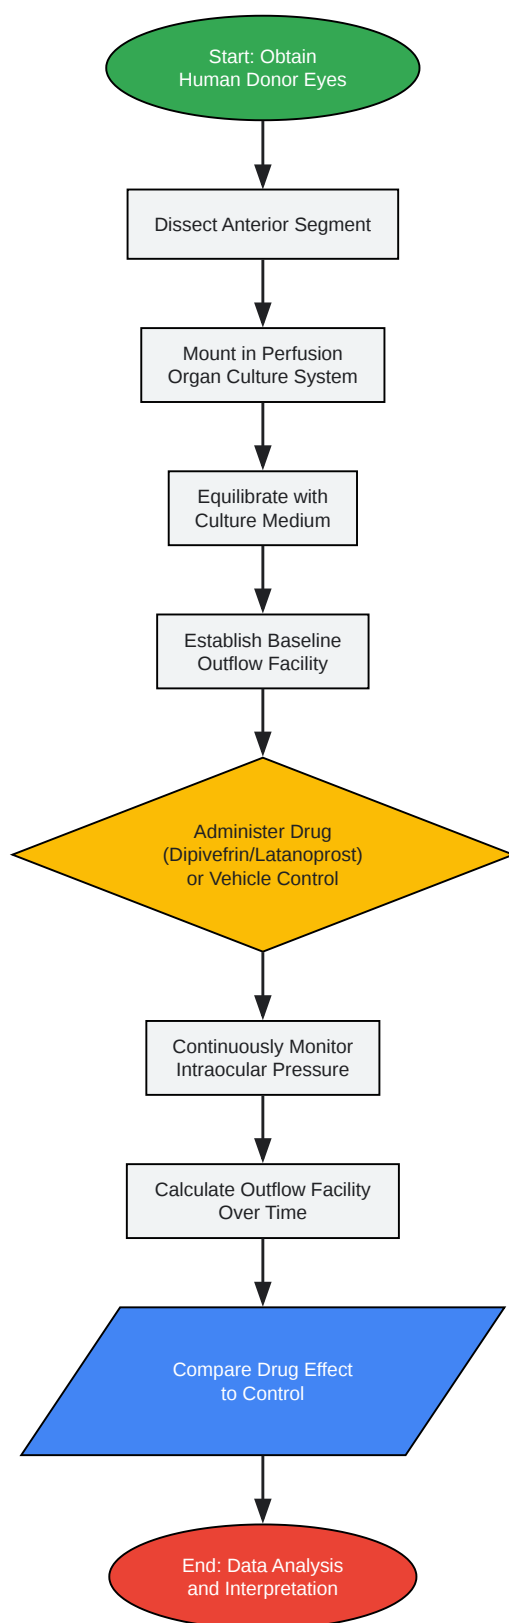 Start: Obtain
Human Donor Eyes
Dissect Anterior Segment
Mount in Perfusion
Organ Culture System
Equilibrate with
Culture Medium
Establish Baseline
Outflow Facility
Administer Drug
(Dipivefrin/Latanoprost)
or Vehicle Control
Continuously Monitor
Intraocular Pressure
Calculate Outflow Facility
Over Time
Compare Drug Effect
to Control
End: Data Analysis
and Interpretation